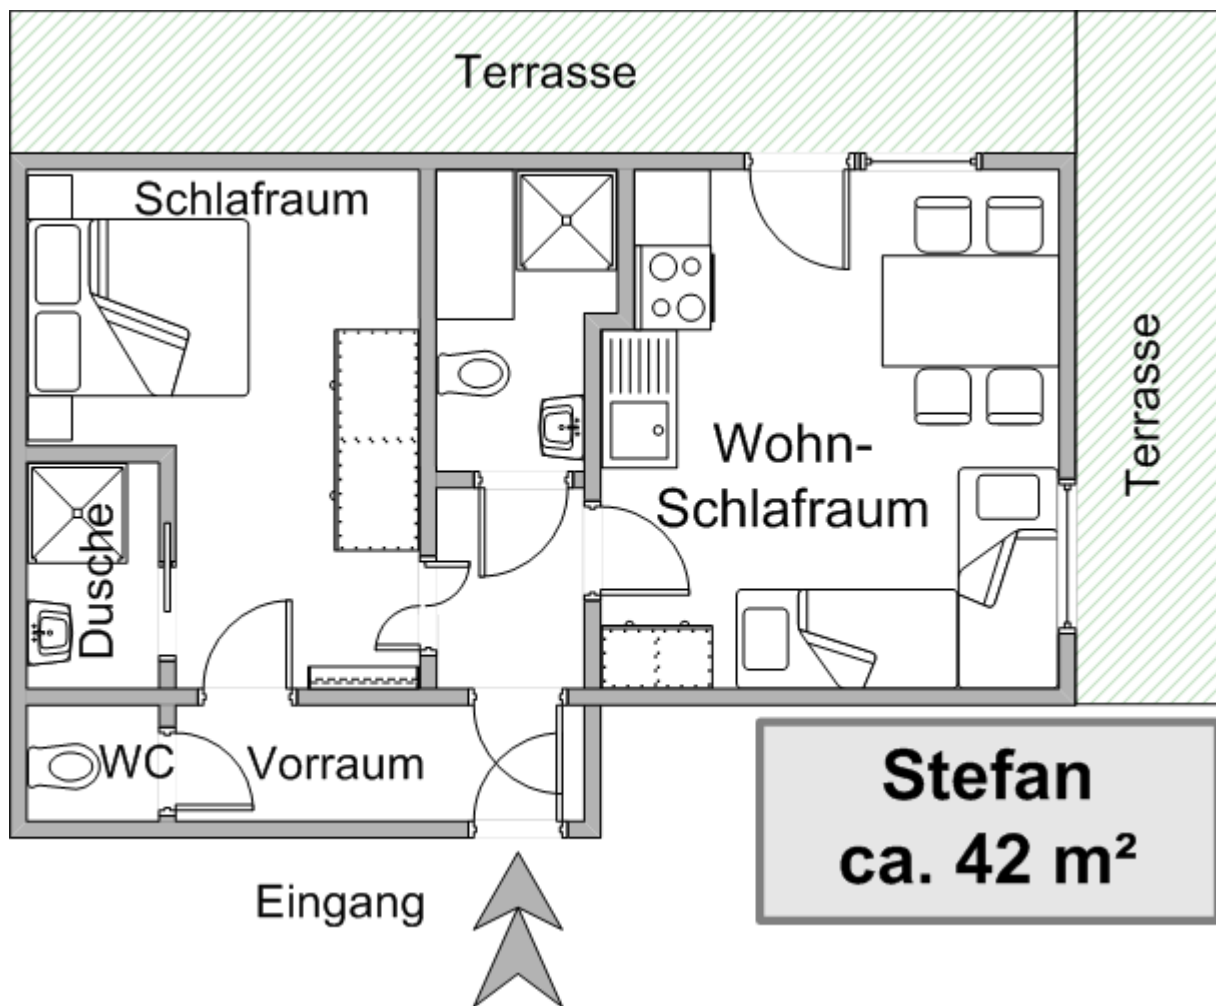 Terrasse
Schlafraum
Terrasse
Wohn-
Schlafraum
Dusche
WC
Vorraum
Stefan
ca. 42 m²
Eingang